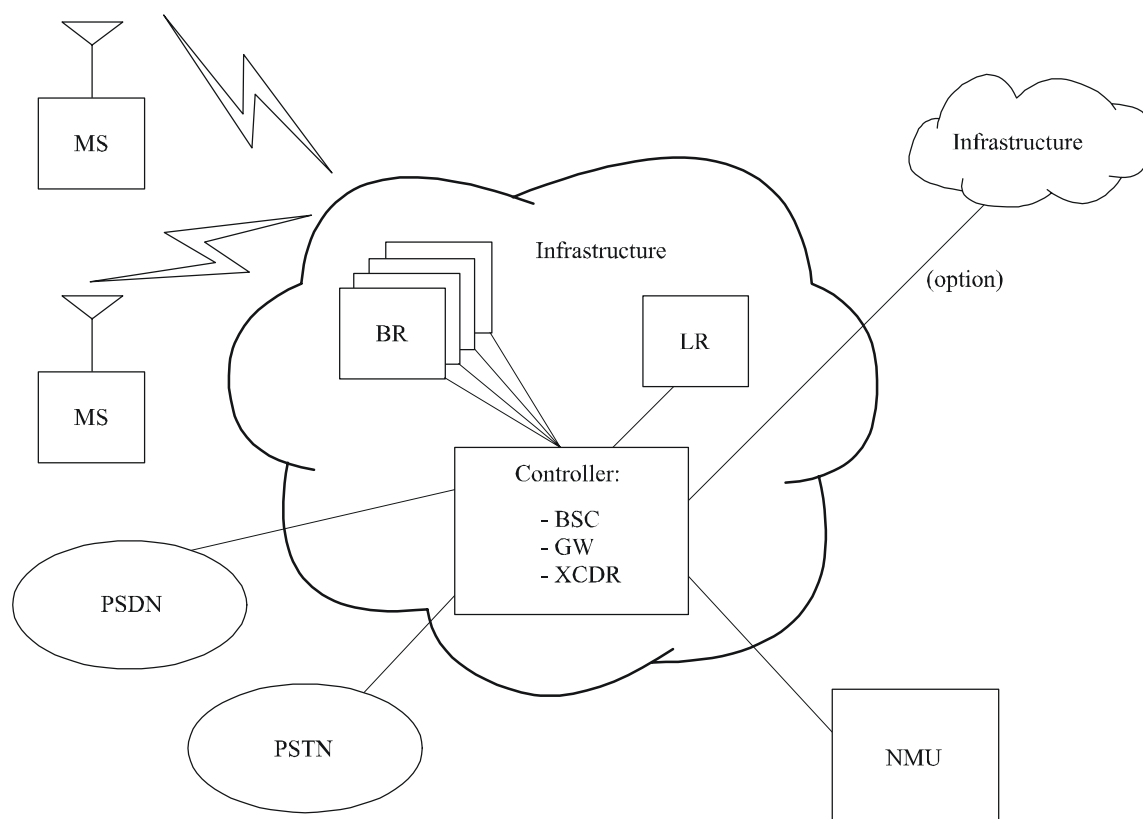 MS
Infrastructure
Infrastructure
(option)
BR
LR
MS
Controller:
- BSC
- GW
- XCDR
PSDN
PSTN
NMU